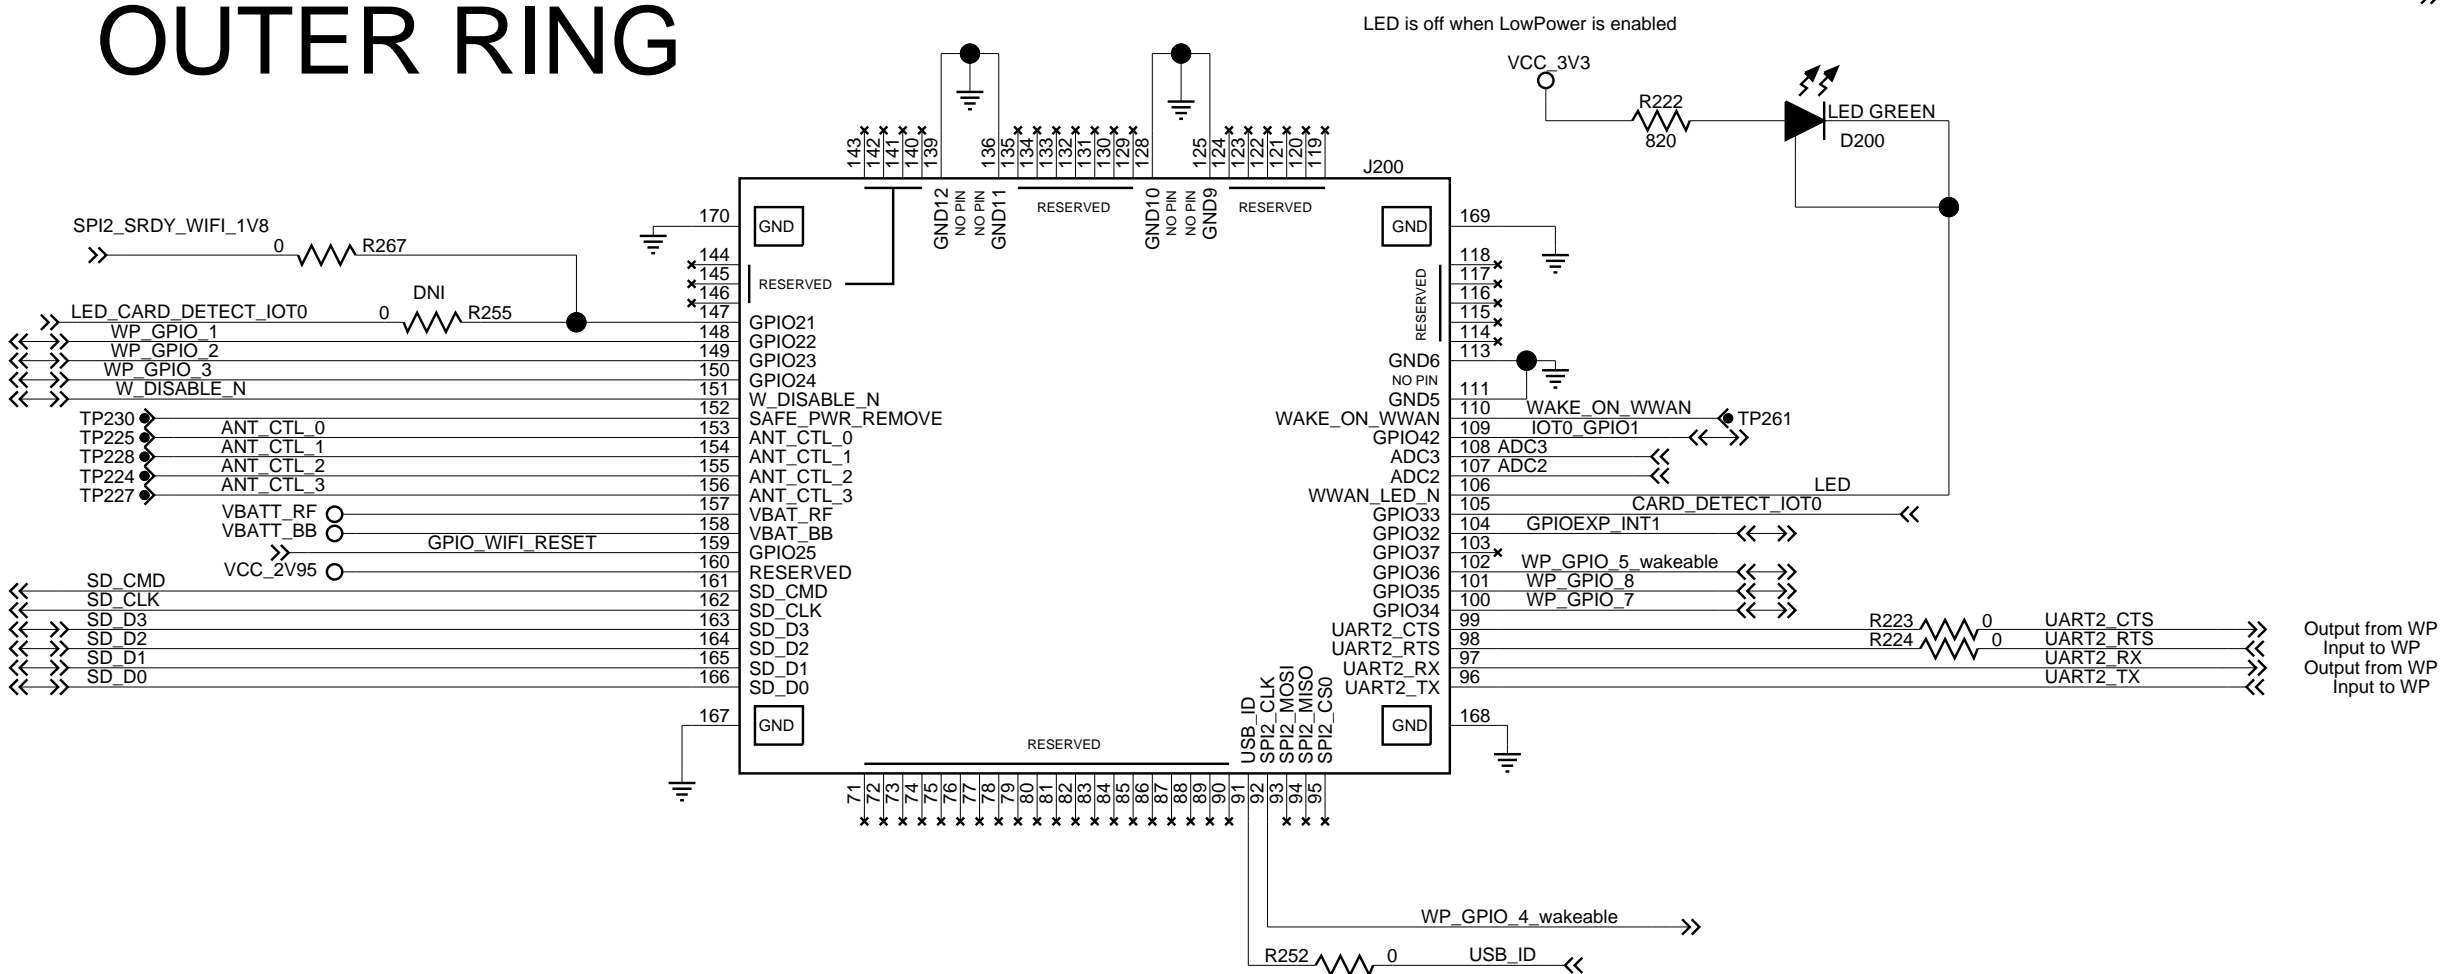 OUTER RING
LED is off when LowPower is enabled
VCC_3V3
R222
820
LED GREEN
D200
J200
143
142
141
140
139
136
135
134
133
132
131
130
129
128
125
124
123
122
121
120
119
GND12
NO PIN
NO PIN
GND11
RESERVED
GND10
NO PIN
NO PIN
GND9
RESERVED
SPI2_SRDY_WIFI_1V8
0 R267
DNI
LED_CARD_DETECT_IOT0 0 R255
WP_GPIO_1
WP_GPIO_2
WP_GPIO_3
W_DISABLE_N
TP230
TP225 ANT_CTL_0
TP228 ANT_CTL_1
TP224 ANT_CTL_2
TP227 ANT_CTL_3
VBATT_RF
VBATT_BB
GPIO_WIFI_RESET
VCC_2V95
SD_CMD
SD_CLK
SD_D3
SD_D2
SD_D1
SD_D0
170 GND
144
145 RESERVED
146
147 GPIO21
148 GPIO22
149 GPIO23
150 GPIO24
151 W_DISABLE_N
152 SAFE_PWR_REMOVE
153 ANT_CTL_0
154 ANT_CTL_1
155 ANT_CTL_2
156 ANT_CTL_3
157 VBAT_RF
158 VBAT_BB
159 GPIO25
160 RESERVED
161 SD_CMD
162 SD_CLK
163 SD_D3
164 SD_D2
165 SD_D1
166 SD_D0
167 GND
GND 169
RESERVED
118
117
116
115
114
GND6 113
NO PIN
GND5 111
WAKE_ON_WWAN 110 WAKE_ON_WWAN TP261
GPIO42 109 IOT0_GPIO1
ADC3 108 ADC3
ADC2 107 ADC2
WWAN_LED_N 106 LED
GPIO33 105 CARD_DETECT_IOT0
GPIO32 104 GPIOEXP_INT1
GPIO37 103
GPIO36 102 WP_GPIO_5_wakeable
GPIO35 101 WP_GPIO_8
GPIO34 100 WP_GPIO_7
UART2_CTS 99 R223 0 UART2_CTS Output from WP
UART2_RTS 98 R224 0 UART2_RTS Input to WP
UART2_RX 97 UART2_RX Output from WP
UART2_TX 96 UART2_TX Input to WP
GND 168
RESERVED
USB_ID
SPI2_CLK
SPI2_MOSI
SPI2_MISO
SPI2_CS0
71
72
73
74
75
76
77
78
79
80
81
82
83
84
85
86
87
88
89
90
91
92
93
94
95
WP_GPIO_4_wakeable
R252 0 USB_ID